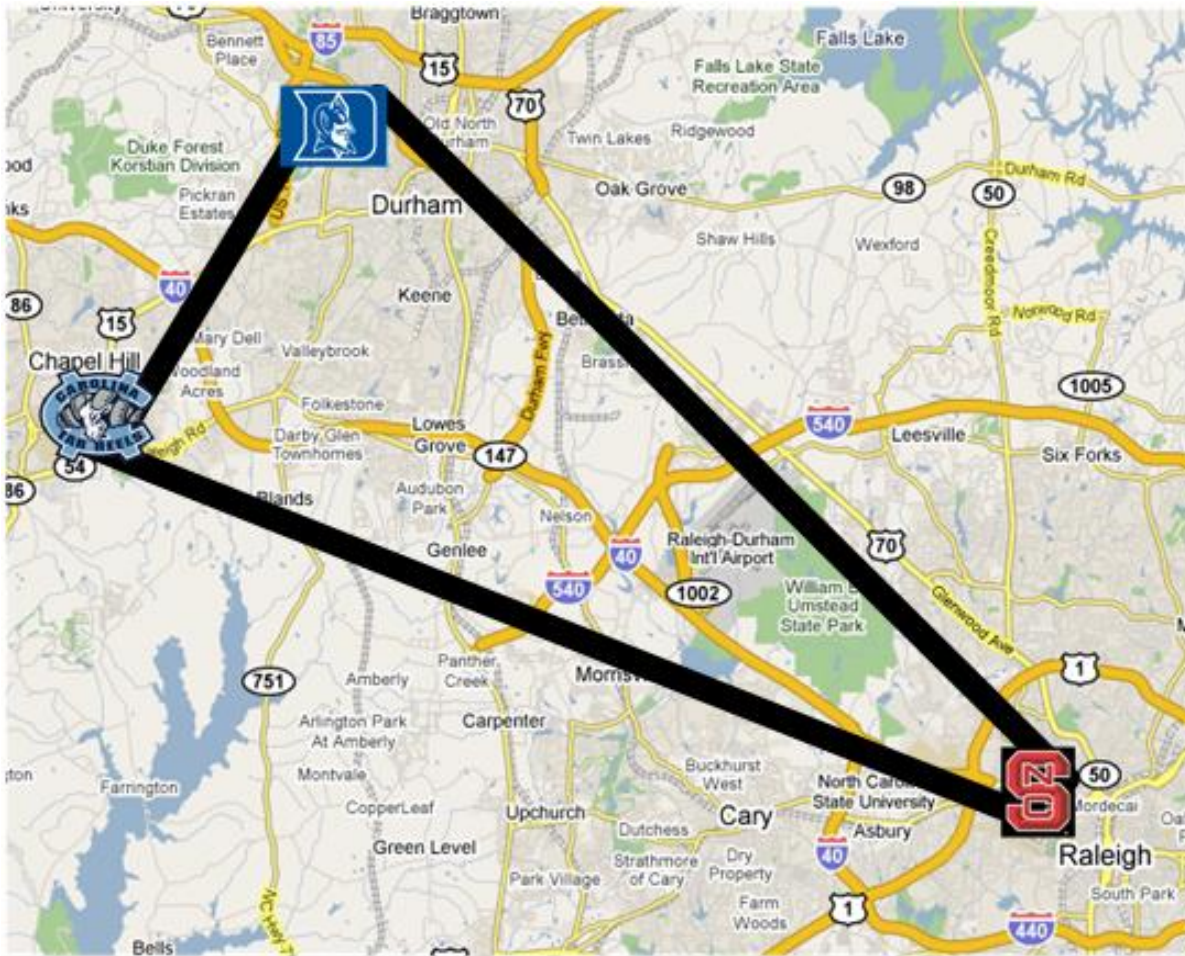 University
Braggtown
Bennett
Place
85
15
Falls Lake
Falls Lake State
Recreation Area
70
D
Old North
Durham
Twin Lakes
Ridgewood
Duke Forest
Korstian Division
Durham Rd
98
50
Oak Grove
Pickran
Estates
Durham
Shaw Hills
Wexford
Creedmoor Rd
40
86
15
Keene
Norwood Rd
Mary Dell
Valleybrook
Chapel Hill
Woodland
Acres
Durham Fwy
1005
CAROLINA
TAR HEELS
Folkestone
540
Leesville
Lowes
Grove
Darby Glen
Townhomes
147
Six Forks
54
86
Blands
Audubon
Park
Nelson
Raleigh-Durham
Int'l Airport
70
Genlee
40
540
1002
Umstead
State Park
Glenwood Ave
Panther
Creek
1
751
Amberly
Carpenter
Arlington Park
At Amberly
Montvale
Buckhurst
West
State University
50
NS
Mordecai
Farrington
CopperLeaf
Upchurch
Cary
Asbury
Dutchess
Green Level
40
Raleigh
Strathmore
of Cary
Dry
Property
Park Village
South Park
Farm
Woods
1
440
Bells